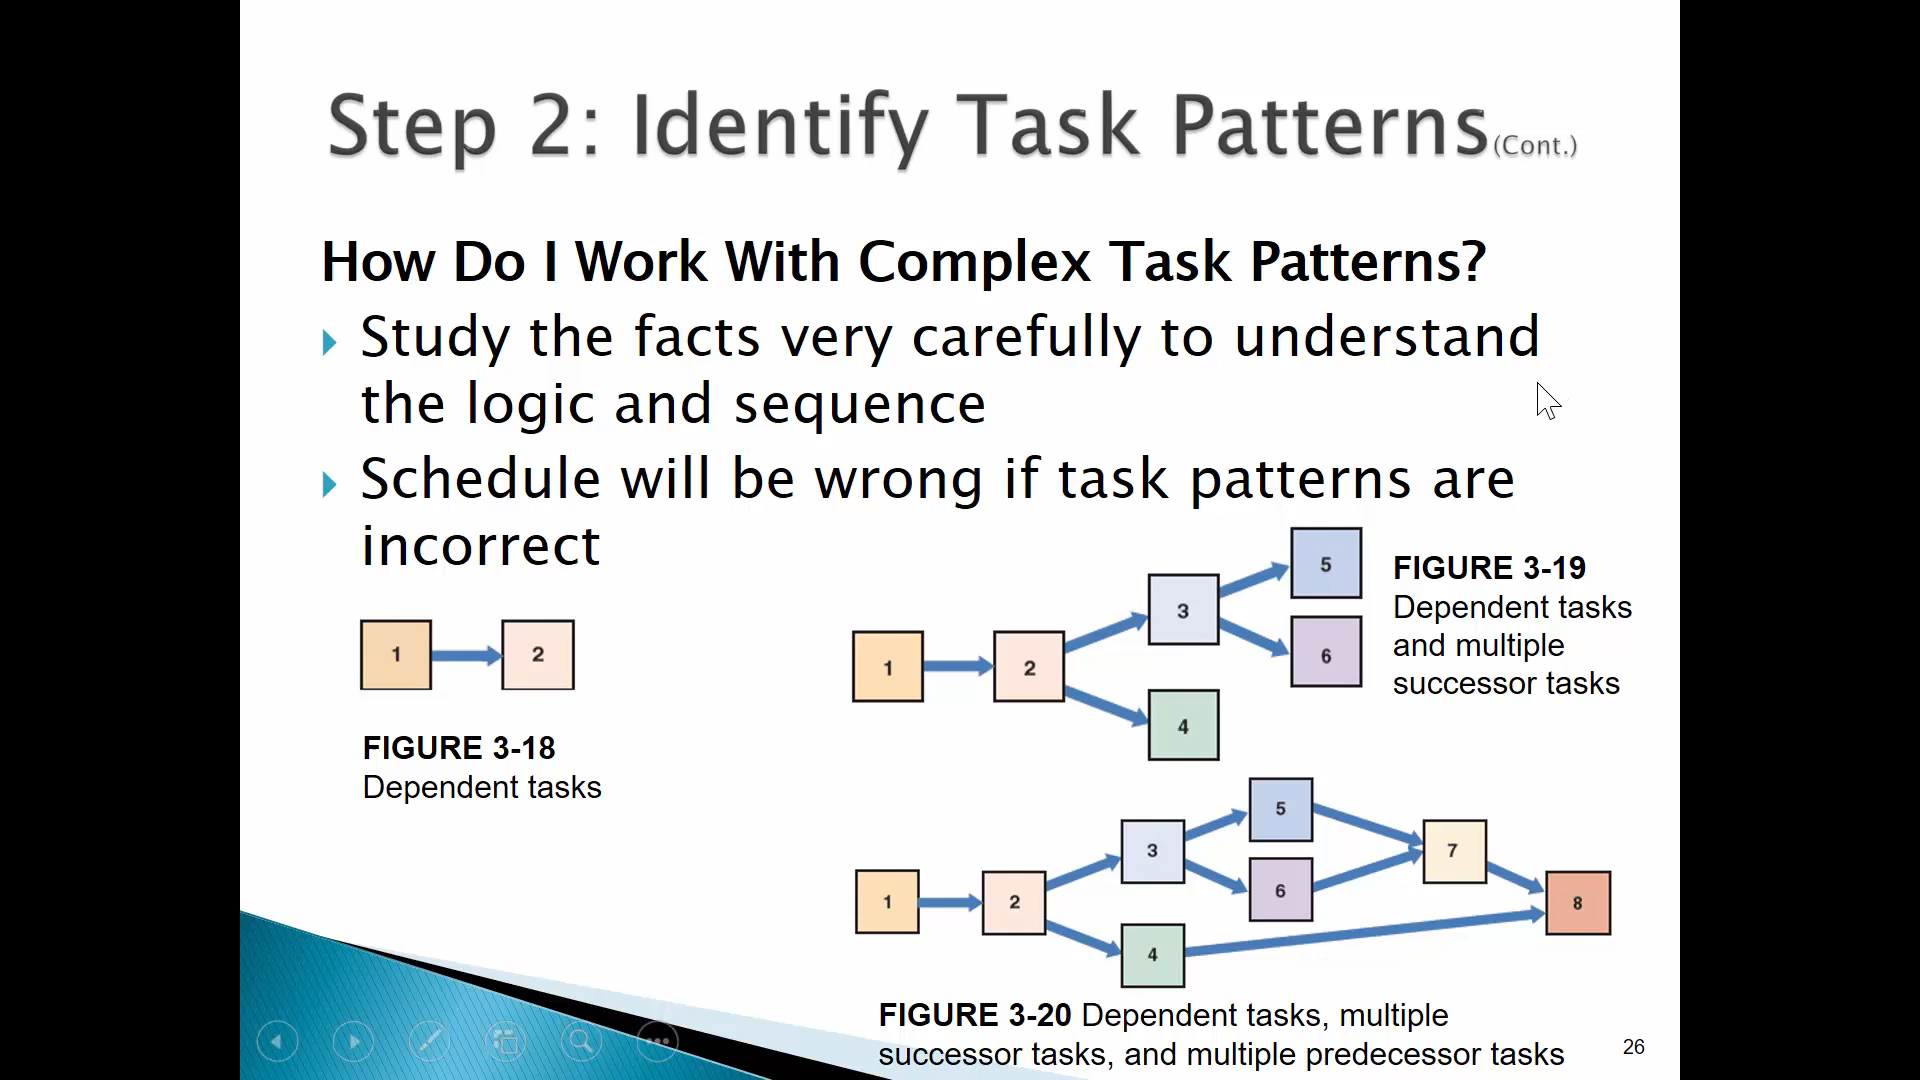 Step 2: Identify Task Patterns(Cont.)
How Do I Work With Complex Task Patterns?
Study the facts very carefully to understand
the logic and sequence
Schedule will be wrong if task patterns are
incorrect
1
2
FIGURE 3-18
Dependent tasks
1
2
3
4
5
6
FIGURE 3-19
Dependent tasks
and multiple
successor tasks
1
2
3
4
5
6
7
8
FIGURE 3-20 Dependent tasks, multiple
successor tasks, and multiple predecessor tasks
26